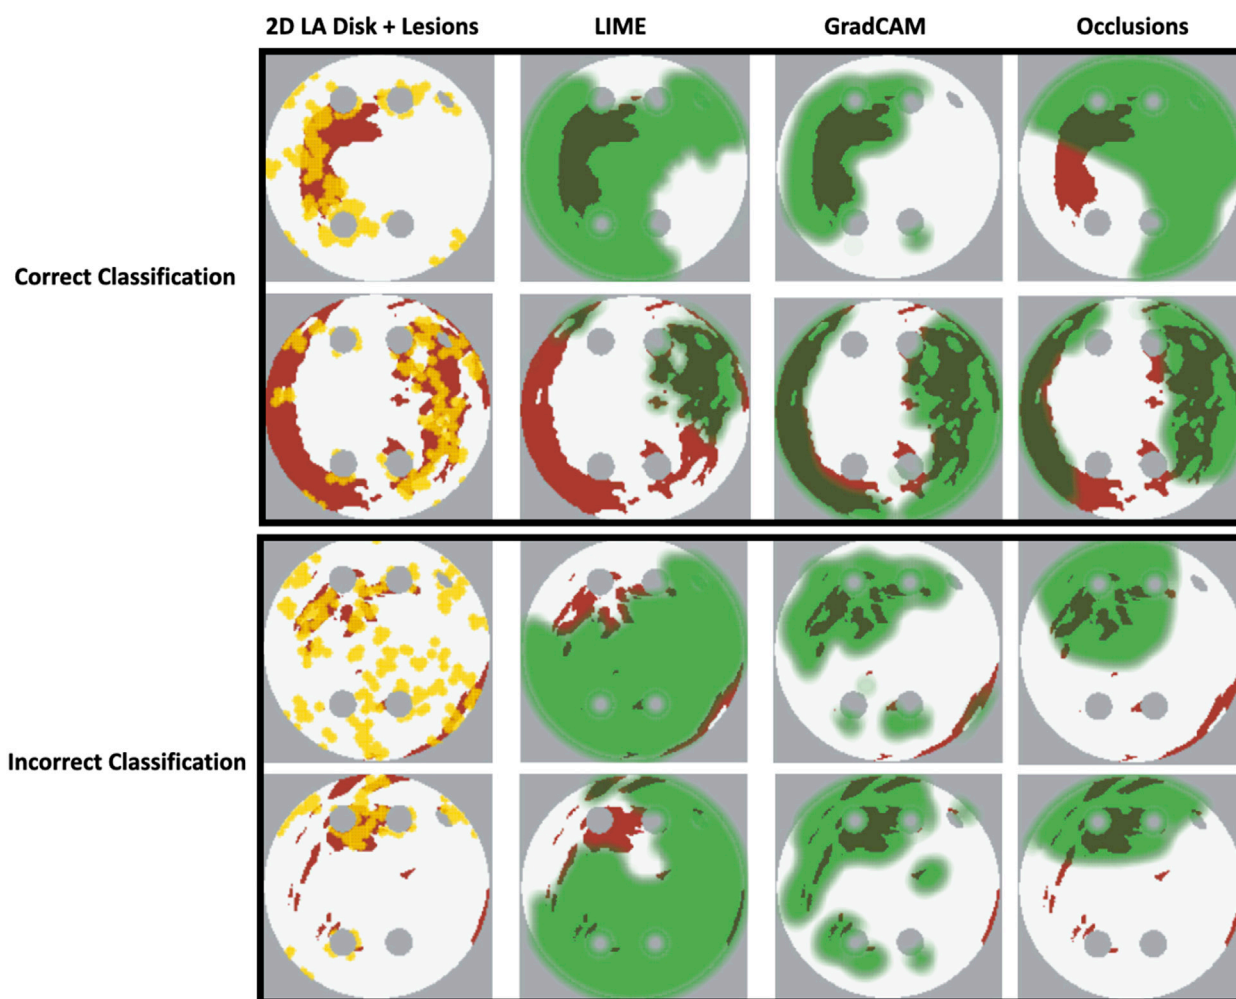 2D LA Disk + Lesions LIME GradCAM Occlusions
Correct Classification
Incorrect Classification